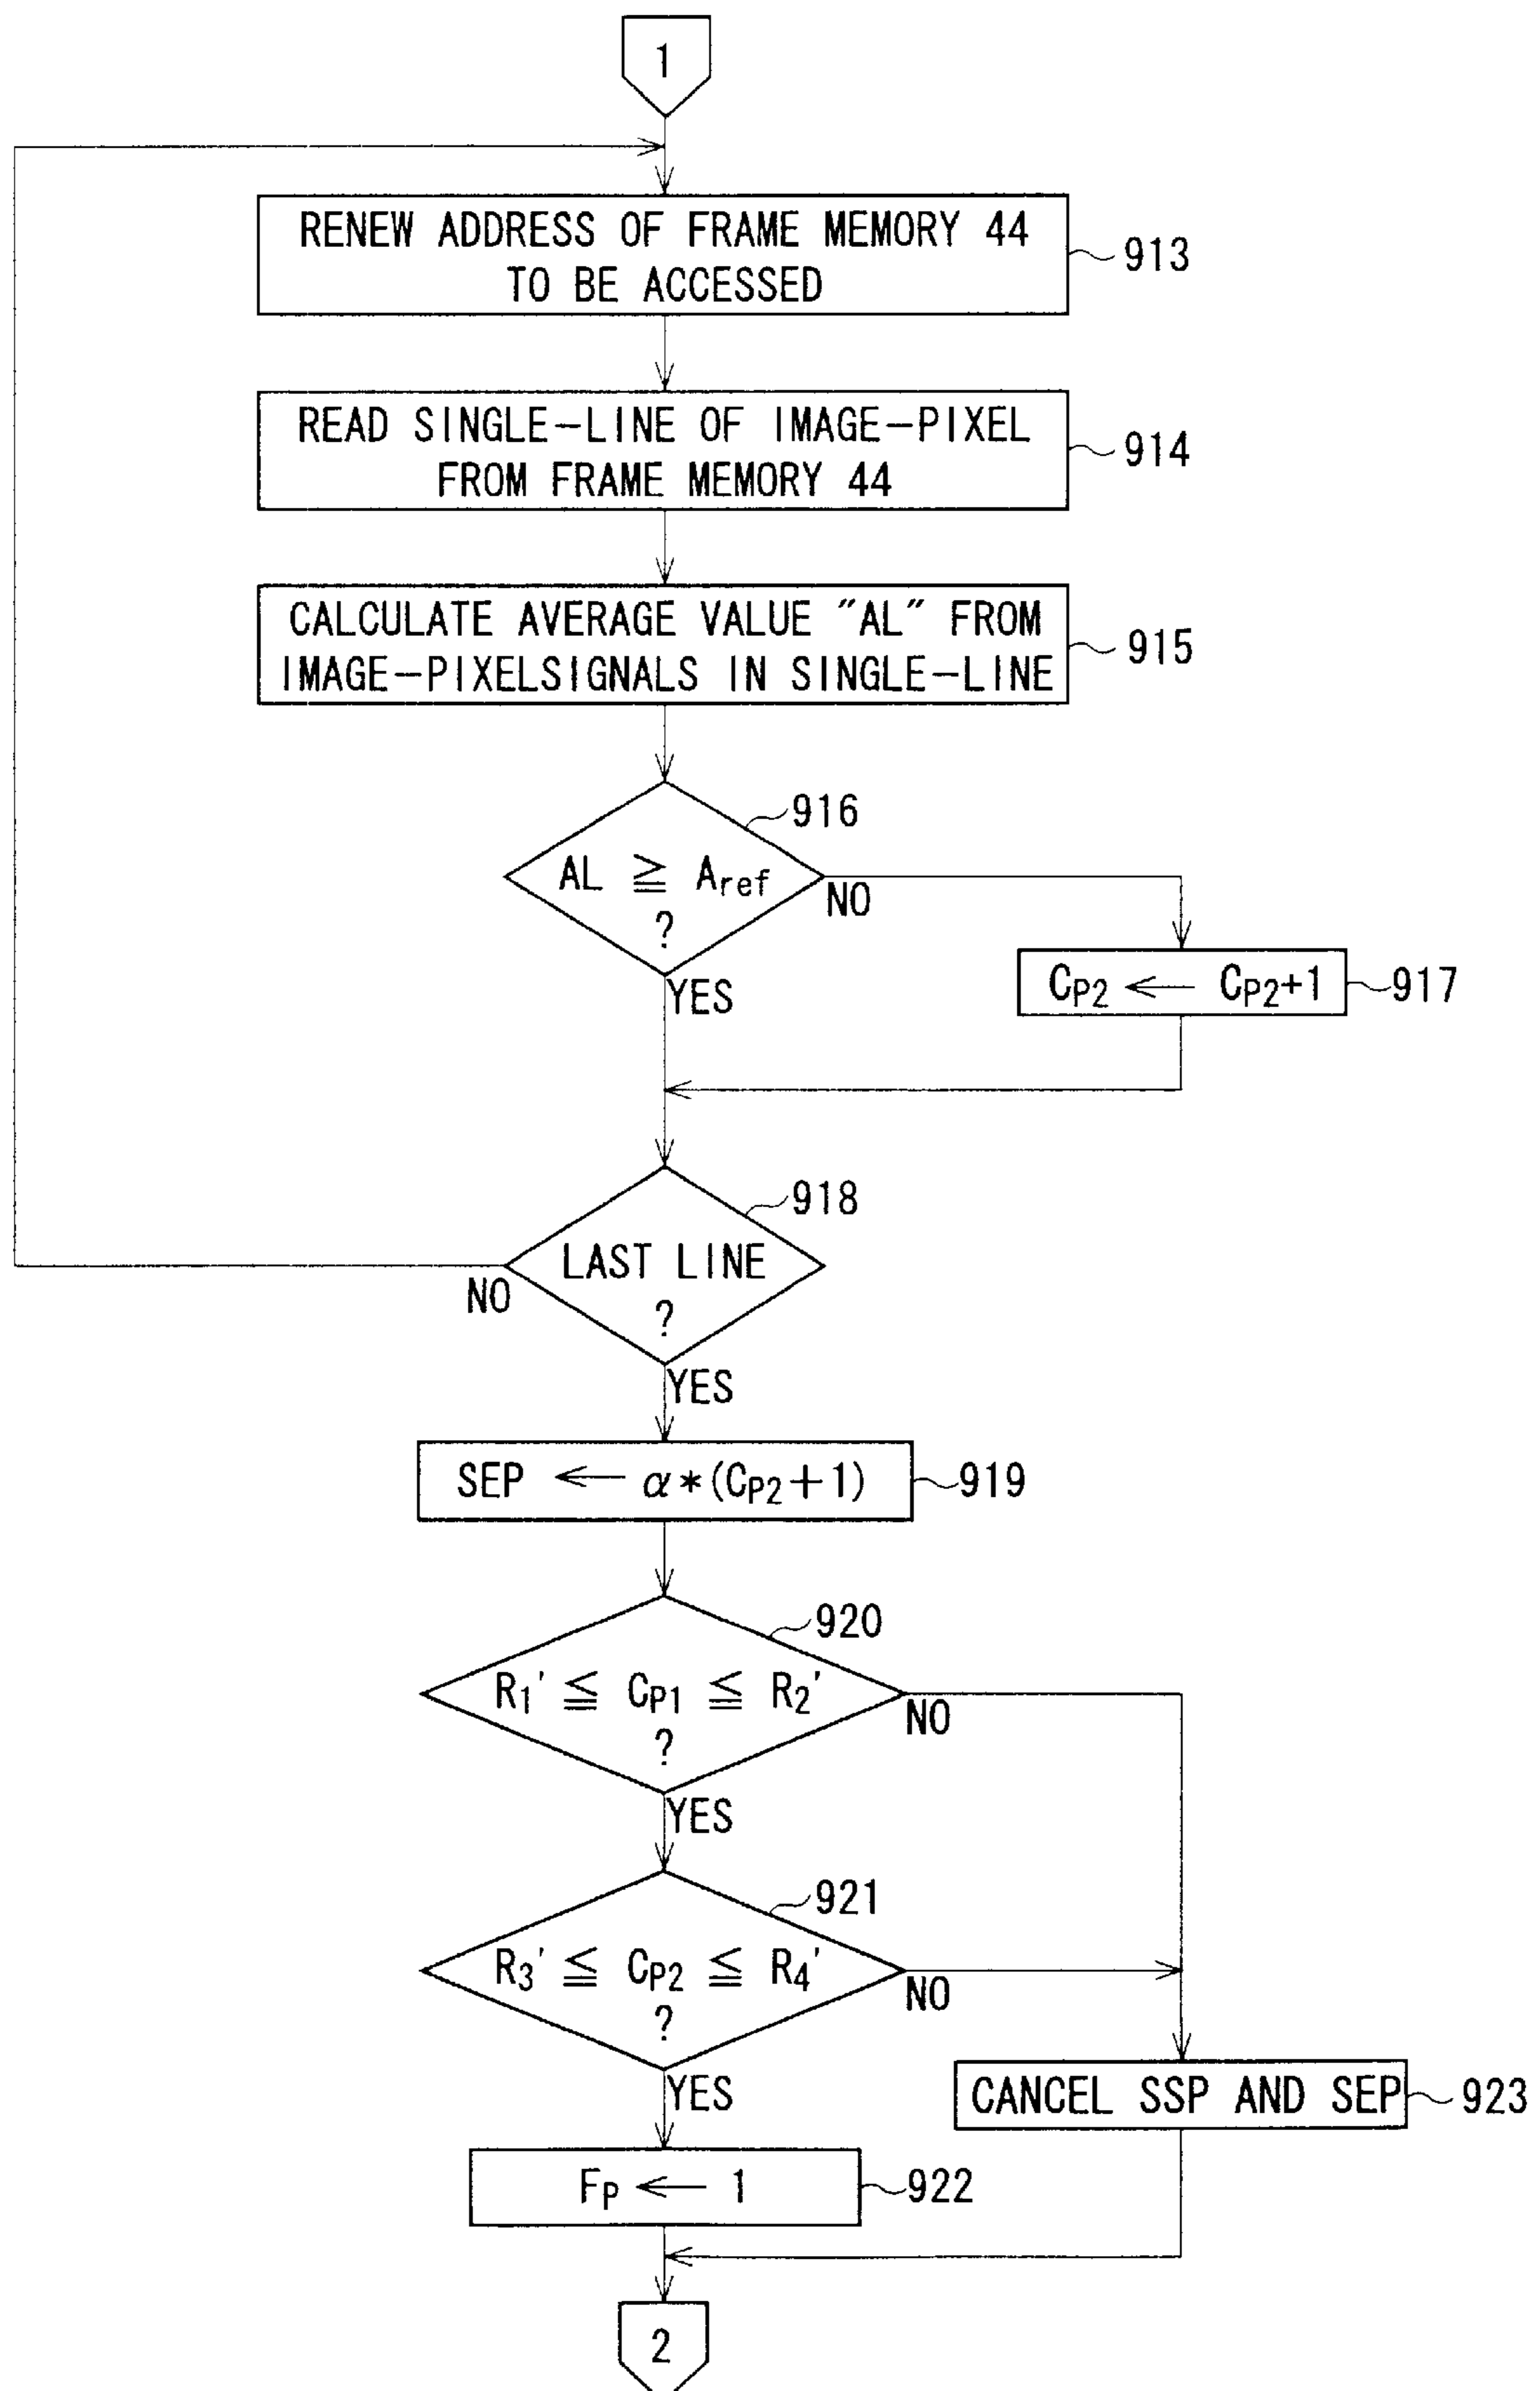 1
RENEW ADDRESS OF FRAME MEMORY 44
TO BE ACCESSED
913
READ SINGLE-LINE OF IMAGE-PIXEL
FROM FRAME MEMORY 44
914
CALCULATE AVERAGE VALUE "AL" FROM
IMAGE-PIXELSIGNALS IN SINGLE-LINE
915
916
AL ≧ Aref
?
NO
YES
CP2 ← CP2+1
917
918
LAST LINE
?
NO
YES
SEP ← α*(CP2+1)
919
920
R1' ≦ CP1 ≦ R2'
?
NO
YES
921
R3' ≦ CP2 ≦ R4'
?
NO
YES
CANCEL SSP AND SEP
923
FP ← 1
922
2